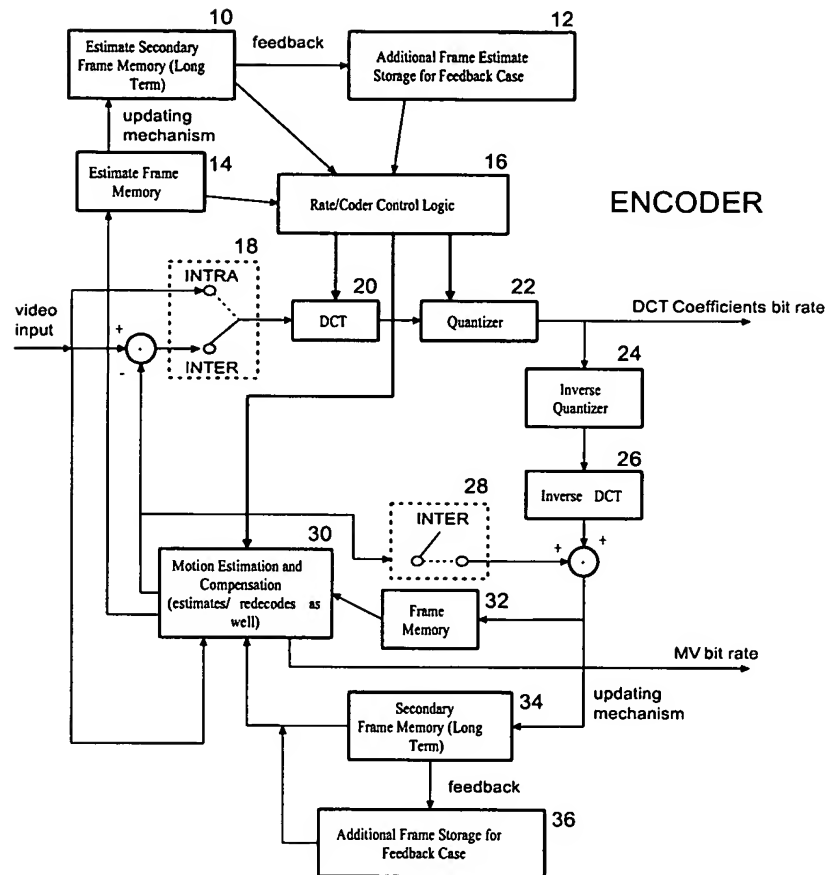 10
12
Estimate Secondary
Frame Memory (Long
Term)
feedback
Additional Frame Estimate
Storage for Feedback Case
updating
mechanism
14
Estimate Frame
Memory
16
Rate/Coder Control Logic
ENCODER
18
INTRA
20
22
video
input
+
-
INTER
DCT
Quantizer
DCT Coefficients bit rate
24
Inverse
Quantizer
26
Inverse DCT
28
INTER
+
+
30
Motion Estimation and
Compensation
(estimates/ redecodes as
well)
32
Frame
Memory
MV bit rate
34
Secondary
Frame Memory (Long
Term)
updating
mechanism
feedback
36
Additional Frame Storage for
Feedback Case